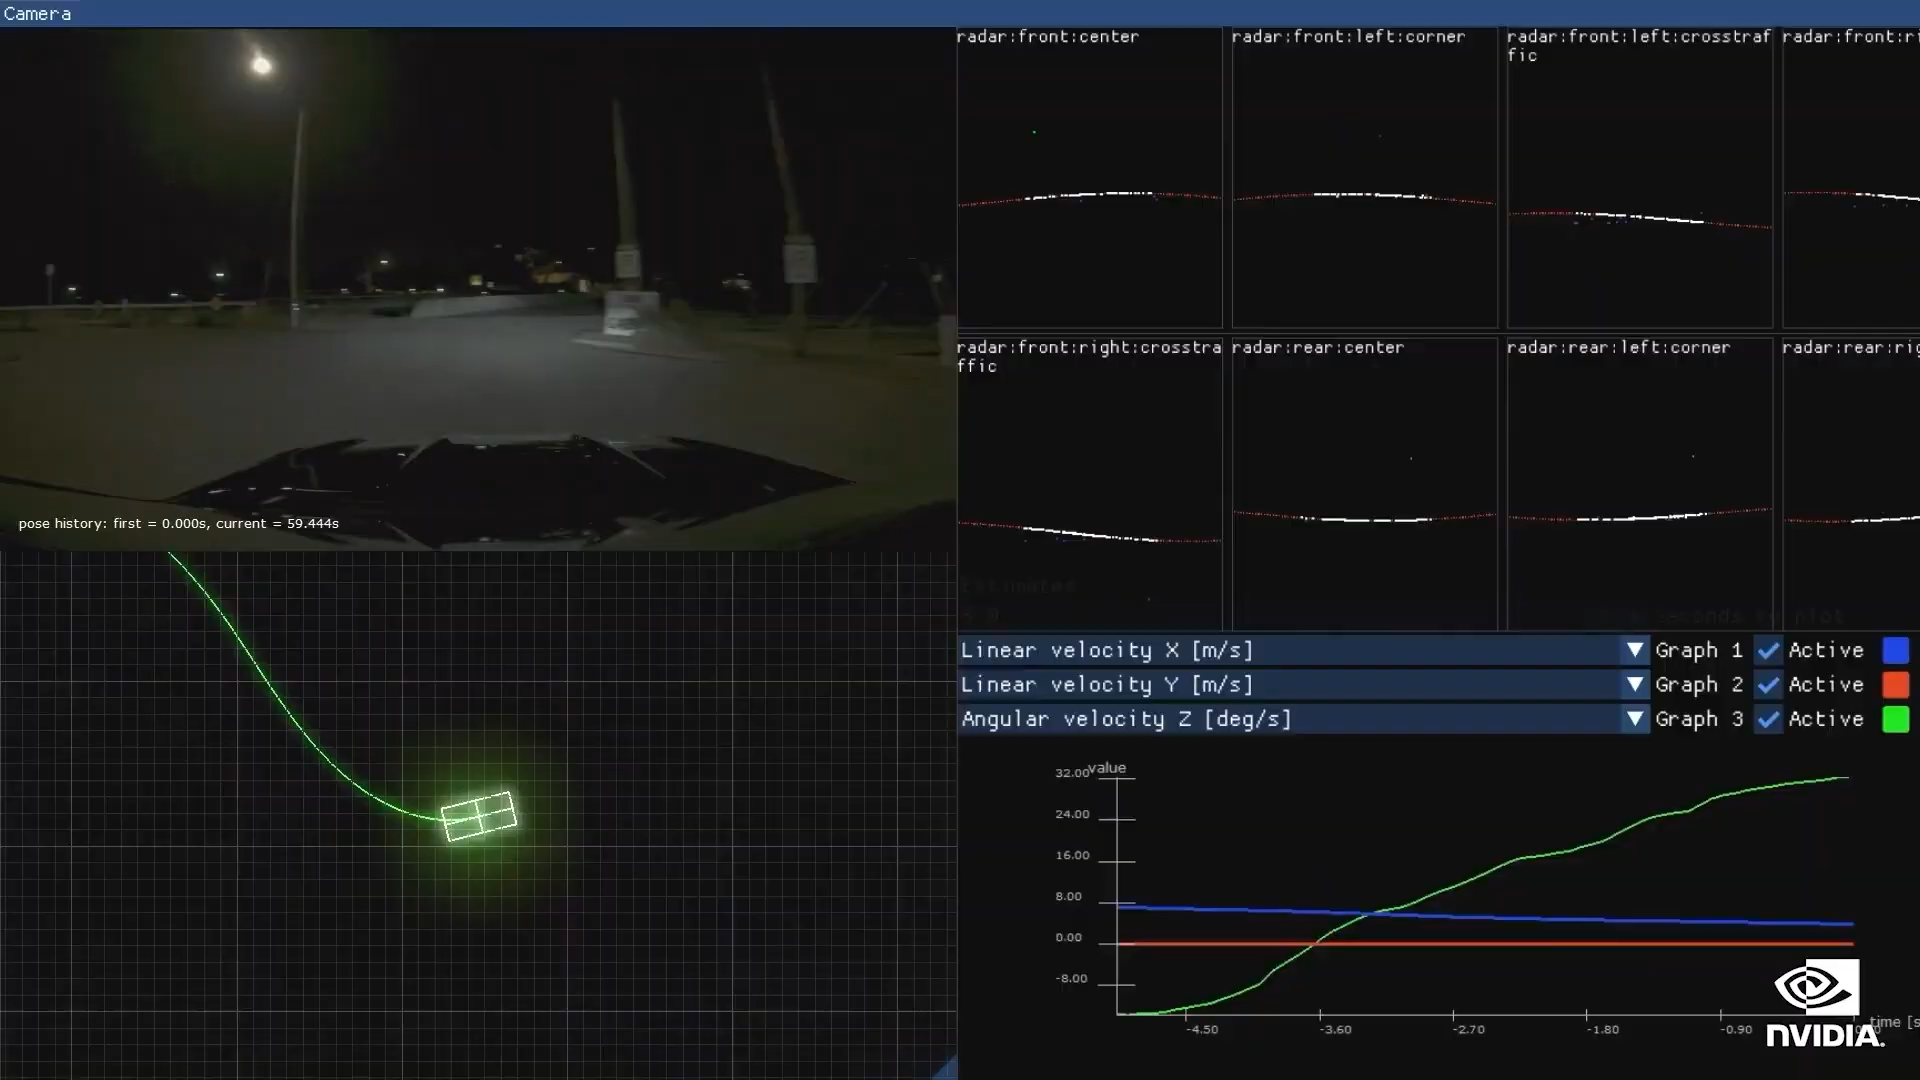 Camera
pose history: first = 0.000s, current = 59.444s
radar:front:center
radar:front:left:corner
radar:front:left:crosstraf
fic
radar:front:ri
radar:front:right:crosstra
ffic
radar:rear:center
radar:rear:left:corner
radar:rear:rig
Linear velocity X [m/s]
Graph 1
Active
Linear velocity Y [m/s]
Graph 2
Active
Angular velocity Z [deg/s]
Graph 3
Active
value
32.00
24.00
16.00
8.00
0.00
-8.00
-4.50
-3.60
-2.70
-1.80
-0.90
time [s
NVIDIA.